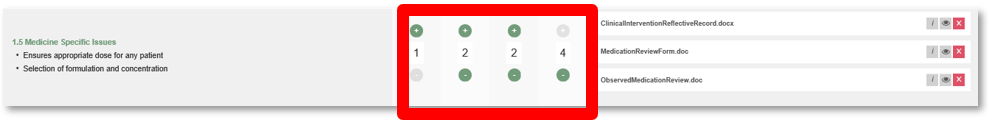 1.5 Medicine Specific Issues
• Ensures appropriate dose for any patient
• Selection of formulation and concentration
+ + + +
1 2 2 4
- - - -
ClinicalInterventionReflectiveRecord.docx i X
MedicationReviewForm.doc i X
ObservedMedicationReview.doc i X